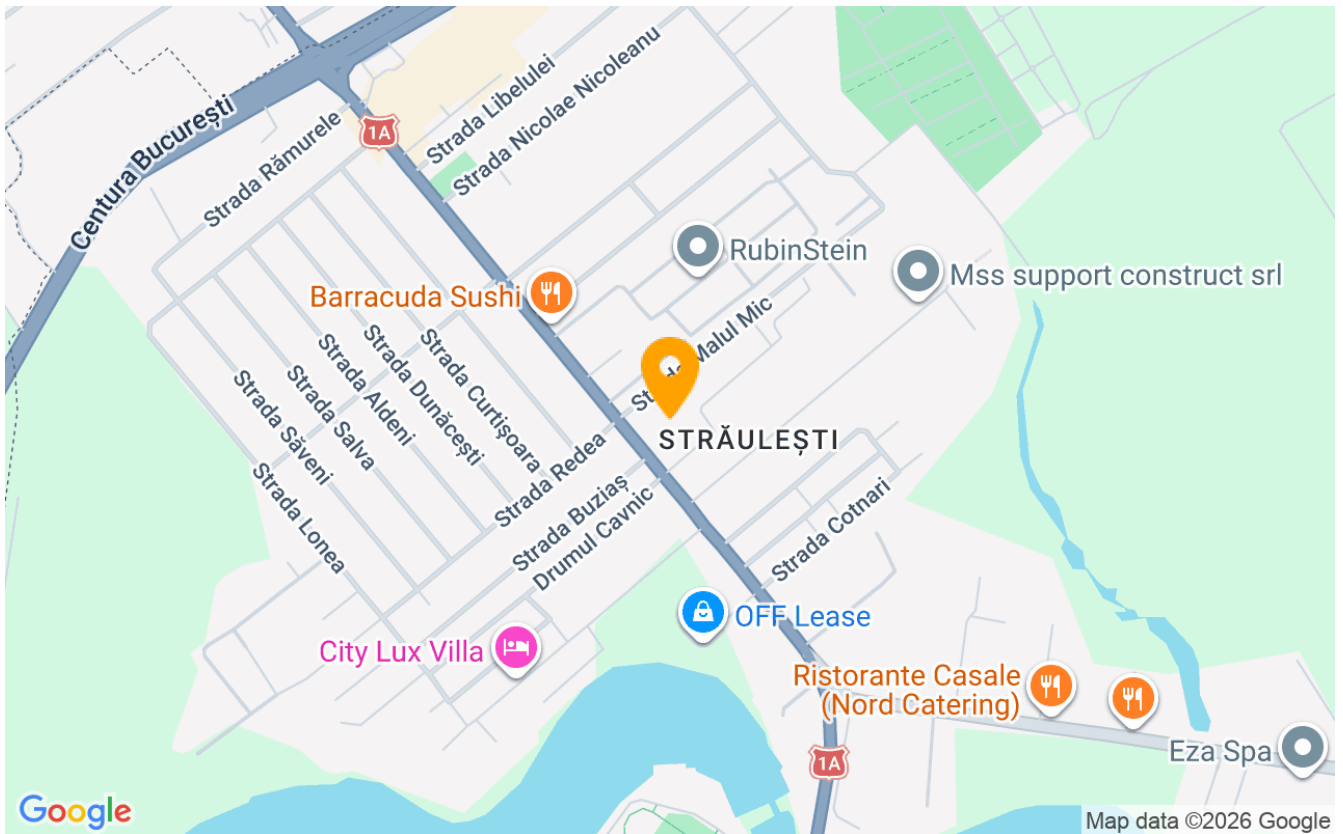 Strada Libelulei
Strada Nicolae Nicoleanu
Centura București
1A
Strada Rămurele
RubinStein
Mss support construct srl
Barracuda Sushi
Strada Malul Mic
Strada Curtișoara
Strada Dunăcești
Strada Aldeni
Strada Salva
Strada Săveni
STRĂULEȘTI
Strada Redea
Strada Lonea
Strada Buziaș
Drumul Cavnic
Strada Cotnari
OFF Lease
City Lux Villa
Ristorante Casale
(Nord Catering)
1A
Eza Spa
Google
Map data ©2026 Google